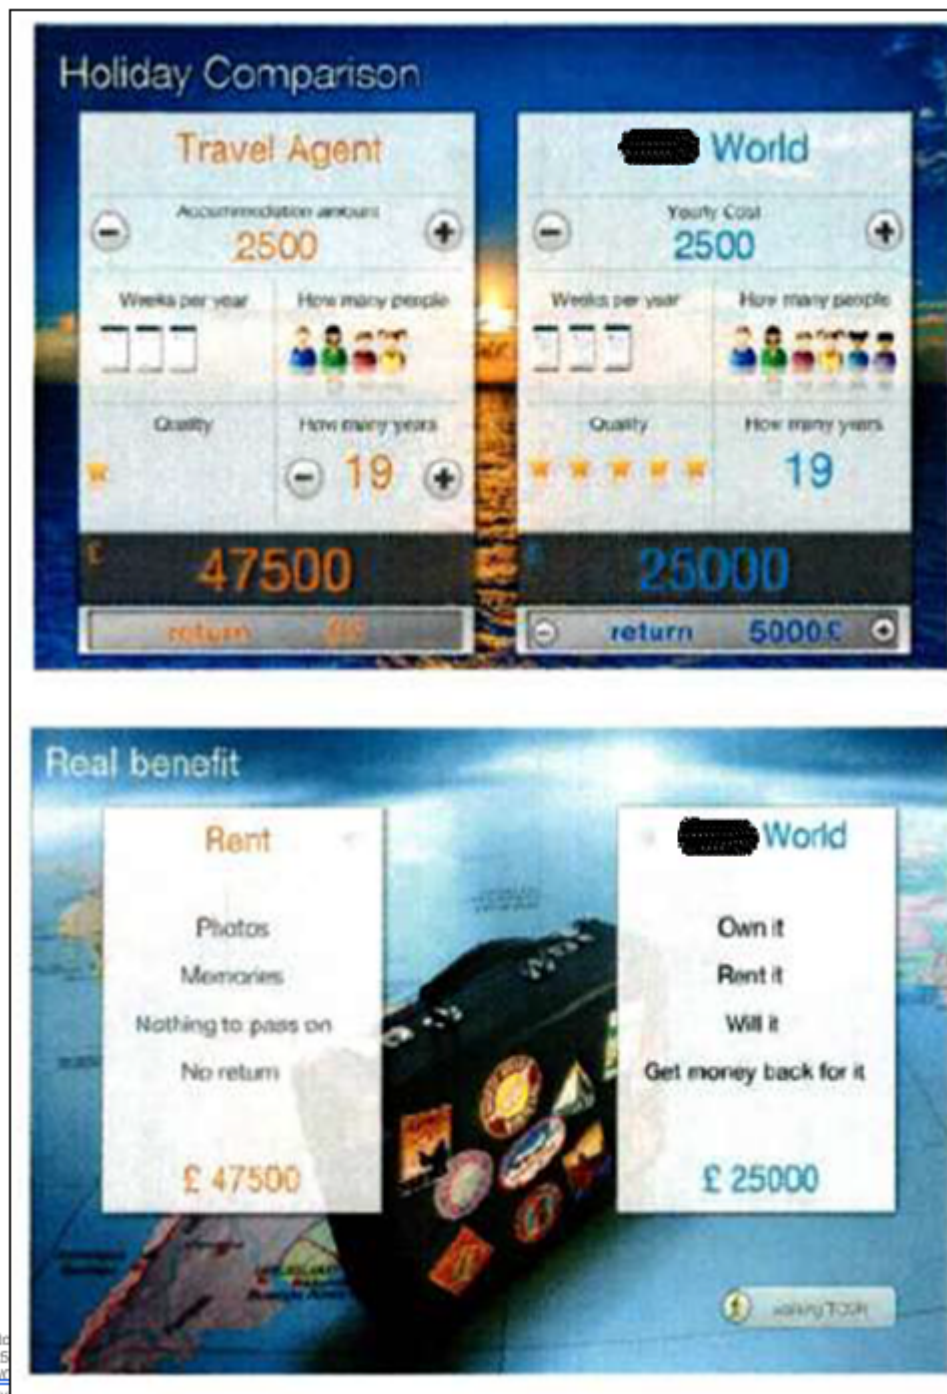 Holiday Comparison
Travel Agent
World
Accommodation amount
2500
Yearly Cost
2500
Weeks per year
How many people
Weeks per year
How many people
Quality
How many years
19
Quality
How many years
19
£ 47500
£ 25000
return
return 5000£
Real benefit
Rent
World
Photos
Memories
Nothing to pass on
No return
£ 47500
Own it
Rent it
Will it
Get money back for it
£ 25000
walking TOUR